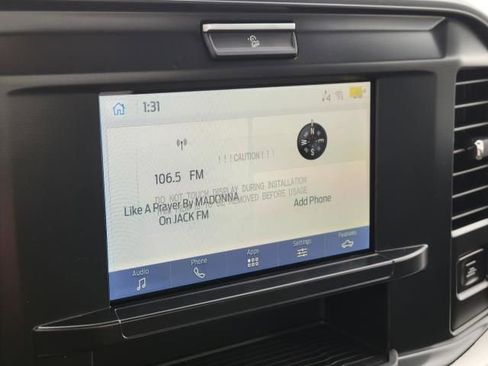 1:31
N
W E
S
! ! ! CAUTION ! ! !
106.5 FM
DO NOT TOUCH DISPLAY DURING INSTALLATION
BE REMOVED BEFORE USAGE
Like A Prayer By MADONNA
On JACK FM
Add Phone
Audio
Phone
Apps
Settings
Features